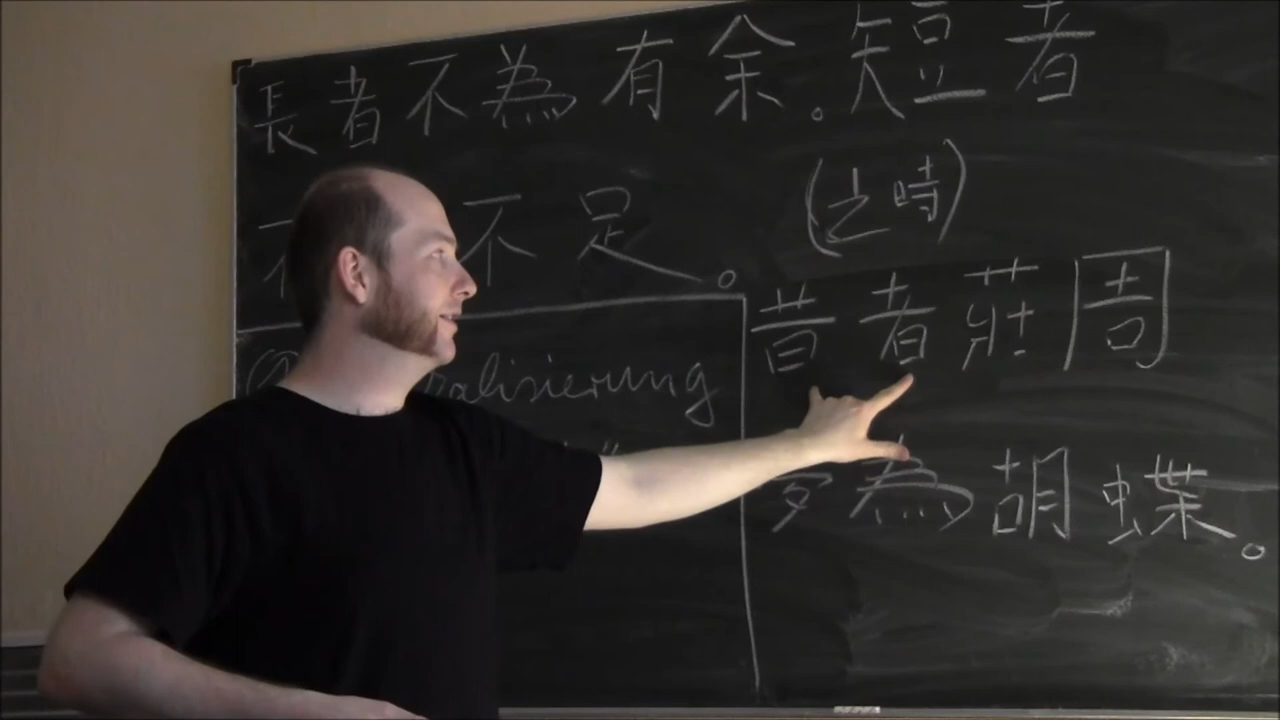 長者不為有余。短者
不足。
alisierung
(之時)
昔者莊周
為胡蝶。